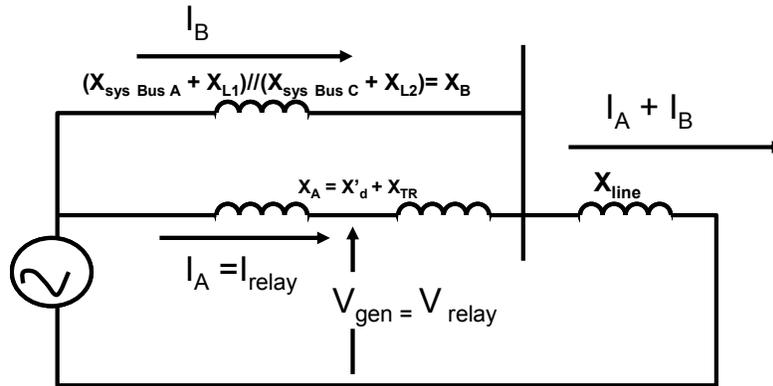 I_B
(X_sys Bus A + X_L1)//(X_sys Bus C + X_L2)= X_B
I_A + I_B
X_A = X'_d + X_TR
X_line
I_A =I_relay
V_gen = V_relay